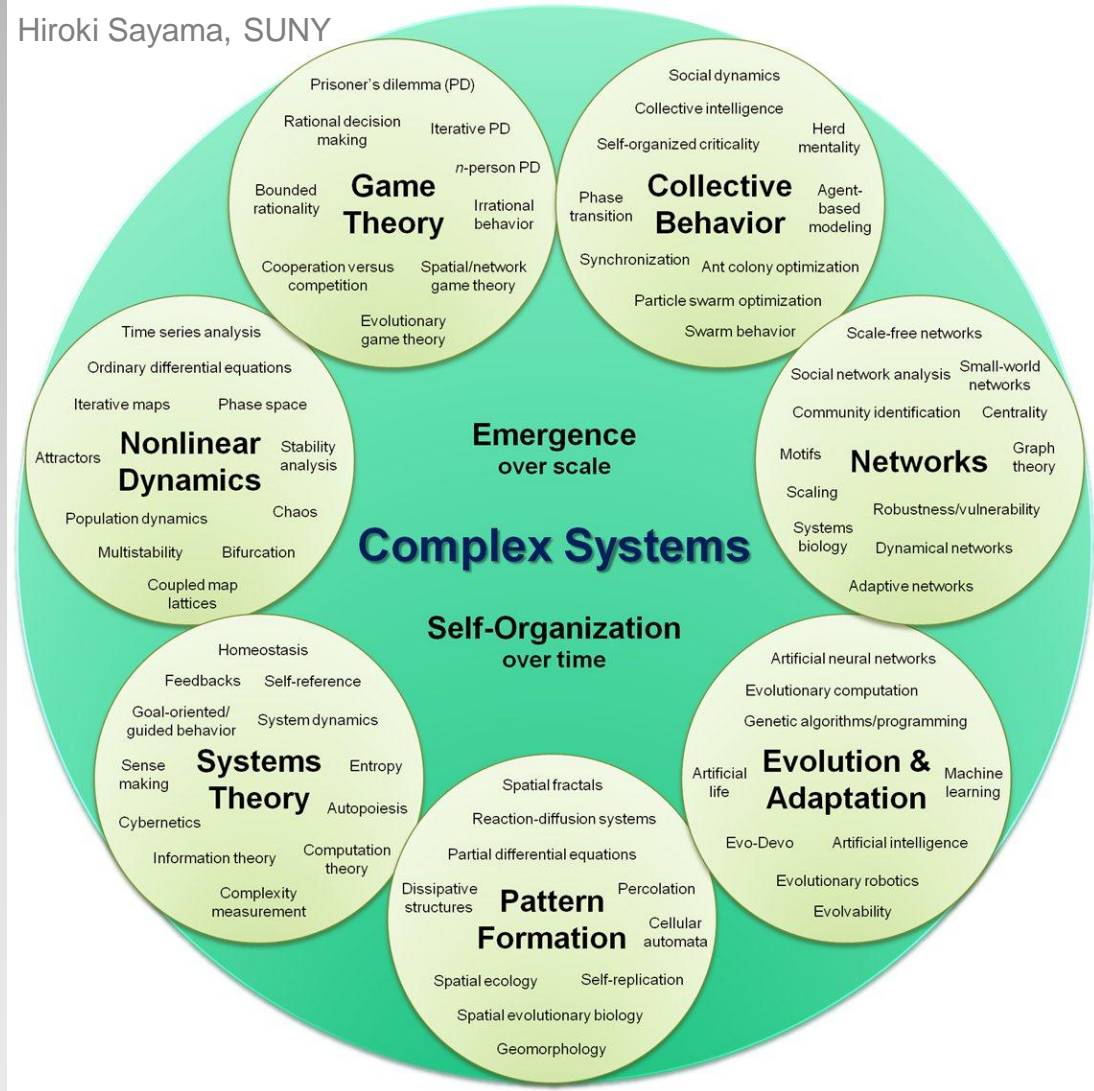 Hiroki Sayama, SUNY
Prisoner's dilemma (PD)
Rational decision
making
Iterative PD
n-person PD
Bounded
rationality
Game
Theory
Irrational
behavior
Cooperation versus
competition
Spatial/network
game theory
Evolutionary
game theory
Social dynamics
Collective intelligence
Self-organized criticality
Herd
mentality
Phase
transition
Collective
Behavior
Agent-
based
modeling
Synchronization
Ant colony optimization
Particle swarm optimization
Swarm behavior
Time series analysis
Ordinary differential equations
Iterative maps
Phase space
Attractors
Nonlinear
Dynamics
Stability
analysis
Population dynamics
Chaos
Multistability
Bifurcation
Coupled map
lattices
Emergence
over scale
Complex Systems
Self-Organization
over time
Scale-free networks
Social network analysis
Small-world
networks
Community identification
Centrality
Motifs
Networks
Graph
theory
Scaling
Robustness/vulnerability
Systems
biology
Dynamical networks
Adaptive networks
Homeostasis
Feedbacks
Self-reference
Goal-oriented/
guided behavior
System dynamics
Sense
making
Systems
Theory
Entropy
Autopoiesis
Cybernetics
Information theory
Computation
theory
Complexity
measurement
Spatial fractals
Reaction-diffusion systems
Partial differential equations
Dissipative
structures
Pattern
Formation
Percolation
Cellular
automata
Spatial ecology
Self-replication
Spatial evolutionary biology
Geomorphology
Artificial neural networks
Evolutionary computation
Genetic algorithms/programming
Artificial
life
Evolution &
Adaptation
Machine
learning
Evo-Devo
Artificial intelligence
Evolutionary robotics
Evolvability